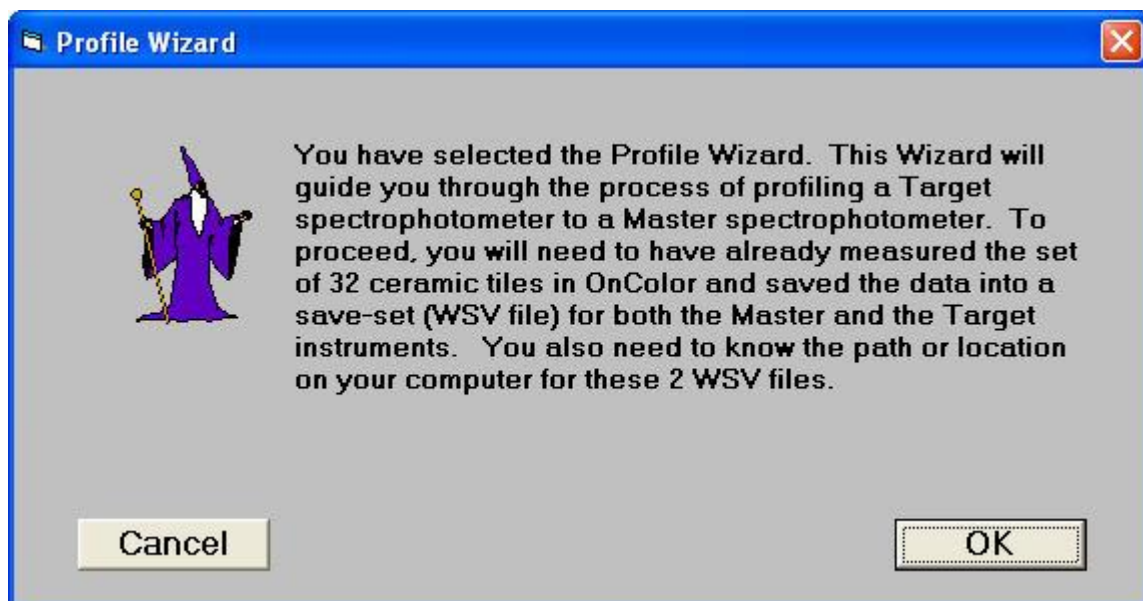 Profile Wizard
You have selected the Profile Wizard.  This Wizard will
guide you through the process of profiling a Target
spectrophotometer to a Master spectrophotometer.  To
proceed, you will need to have already measured the set
of 32 ceramic tiles in OnColor and saved the data into a
save-set (WSV file) for both the Master and the Target
instruments.   You also need to know the path or location
on your computer for these 2 WSV files.
Cancel
OK